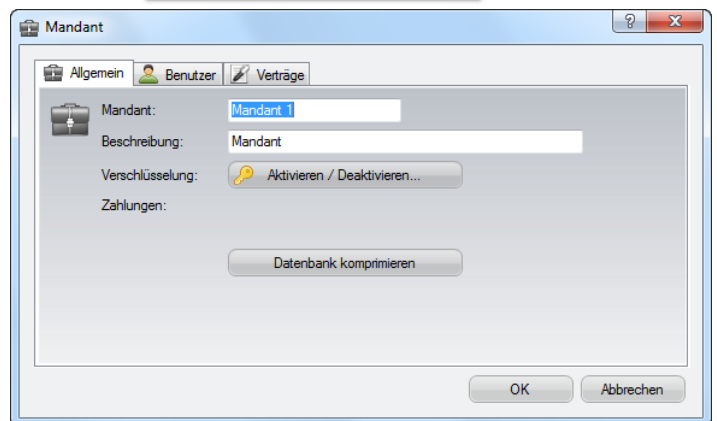 Mandant
Allgemein Benutzer Verträge
Mandant: Mandant 1
Beschreibung: Mandant
Verschlüsselung: Aktivieren / Deaktivieren...
Zahlungen:
Datenbank komprimieren
OK Abbrechen